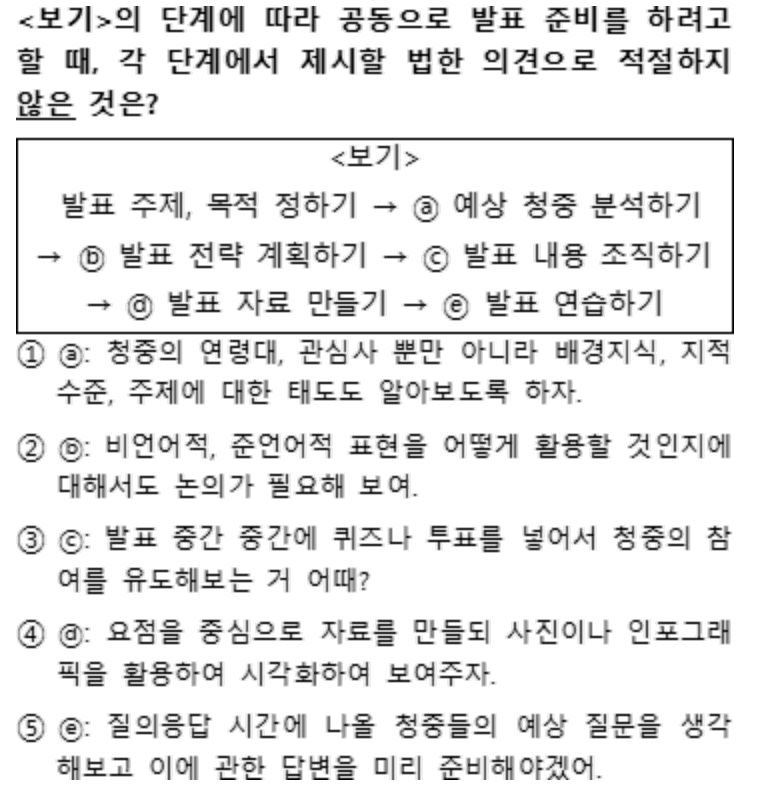 <보기>의 단계에 따라 공동으로 발표 준비를 하려고
할 때, 각 단계에서 제시할 법한 의견으로 적절하지
않은 것은?
<보기>
발표 주제, 목적 정하기 → ⓐ 예상 청중 분석하기
→ ⓑ 발표 전략 계획하기 → ⓒ 발표 내용 조직하기
→ ⓓ 발표 자료 만들기 → ⓔ 발표 연습하기
① ⓐ: 청중의 연령대, 관심사 뿐만 아니라 배경지식, 지적
수준, 주제에 대한 태도도 알아보도록 하자.
② ⓑ: 비언어적, 준언어적 표현을 어떻게 활용할 것인지에
대해서도 논의가 필요해 보여.
③ ⓒ: 발표 중간 중간에 퀴즈나 투표를 넣어서 청중의 참
여를 유도해보는 거 어때?
④ ⓓ: 요점을 중심으로 자료를 만들되 사진이나 인포그래
픽을 활용하여 시각화하여 보여주자.
⑤ ⓔ: 질의응답 시간에 나올 청중들의 예상 질문을 생각
해보고 이에 관한 답변을 미리 준비해야겠어.